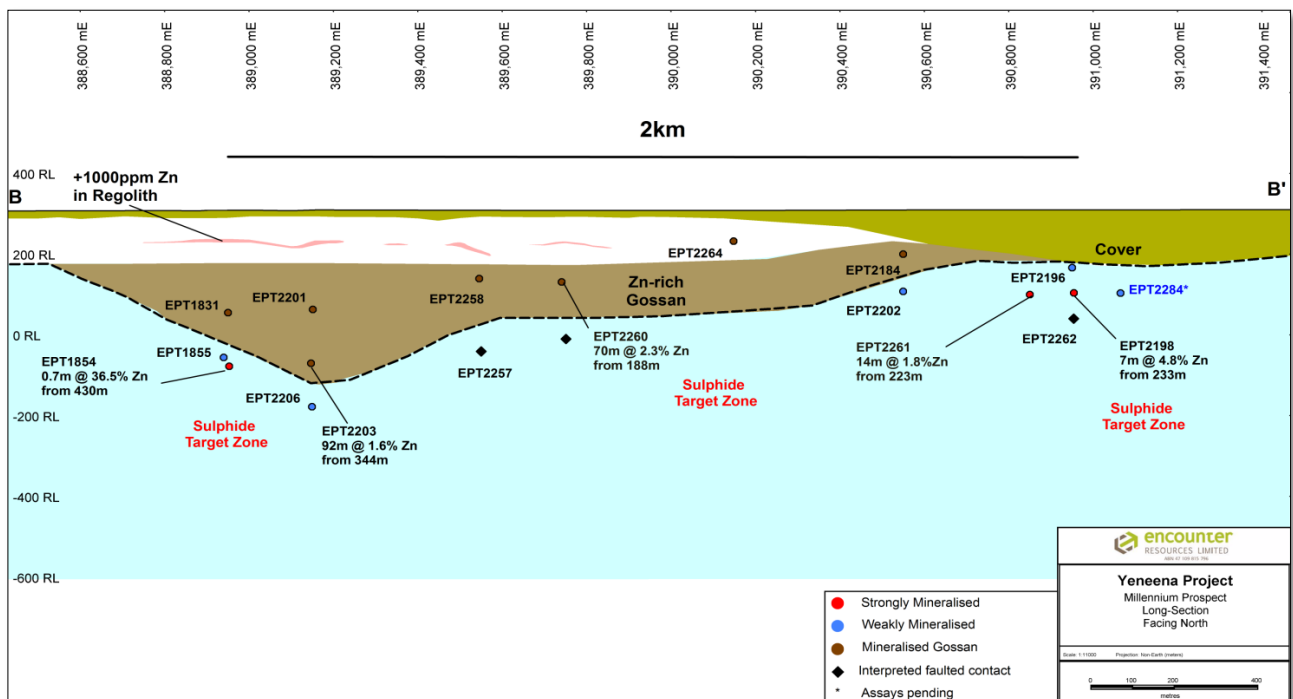 388,600 mE
388,800 mE
389,000 mE
389,200 mE
389,400 mE
389,600 mE
389,800 mE
390,000 mE
390,200 mE
390,400 mE
390,600 mE
390,800 mE
391,000 mE
391,200 mE
391,400 mE
2km
400 RL
+1000ppm Zn
in Regolith
B
B'
200 RL
EPT2264
Cover
EPT2184
EPT2196
EPT2284*
Zn-rich
Gossan
EPT1831
EPT2201
EPT2258
EPT2202
EPT2262
0 RL
EPT1855
EPT2257
EPT2260
70m @ 2.3% Zn
from 188m
EPT2261
14m @ 1.8%Zn
from 223m
EPT2198
7m @ 4.8% Zn
from 233m
EPT1854
0.7m @ 36.5% Zn
from 430m
EPT2206
Sulphide
Target Zone
Sulphide
Target Zone
Sulphide
Target Zone
-200 RL
EPT2203
92m @ 1.6% Zn
from 344m
-400 RL
-600 RL
Strongly Mineralised
Weakly Mineralised
Mineralised Gossan
Interpreted faulted contact
* Assays pending
encounter
RESOURCES LIMITED
Yeneena Project
Millennium Prospect
Long-Section
Facing North
Scale: 1:11000 Projection: Non-Earth (meters)
0 100 200 400
metres